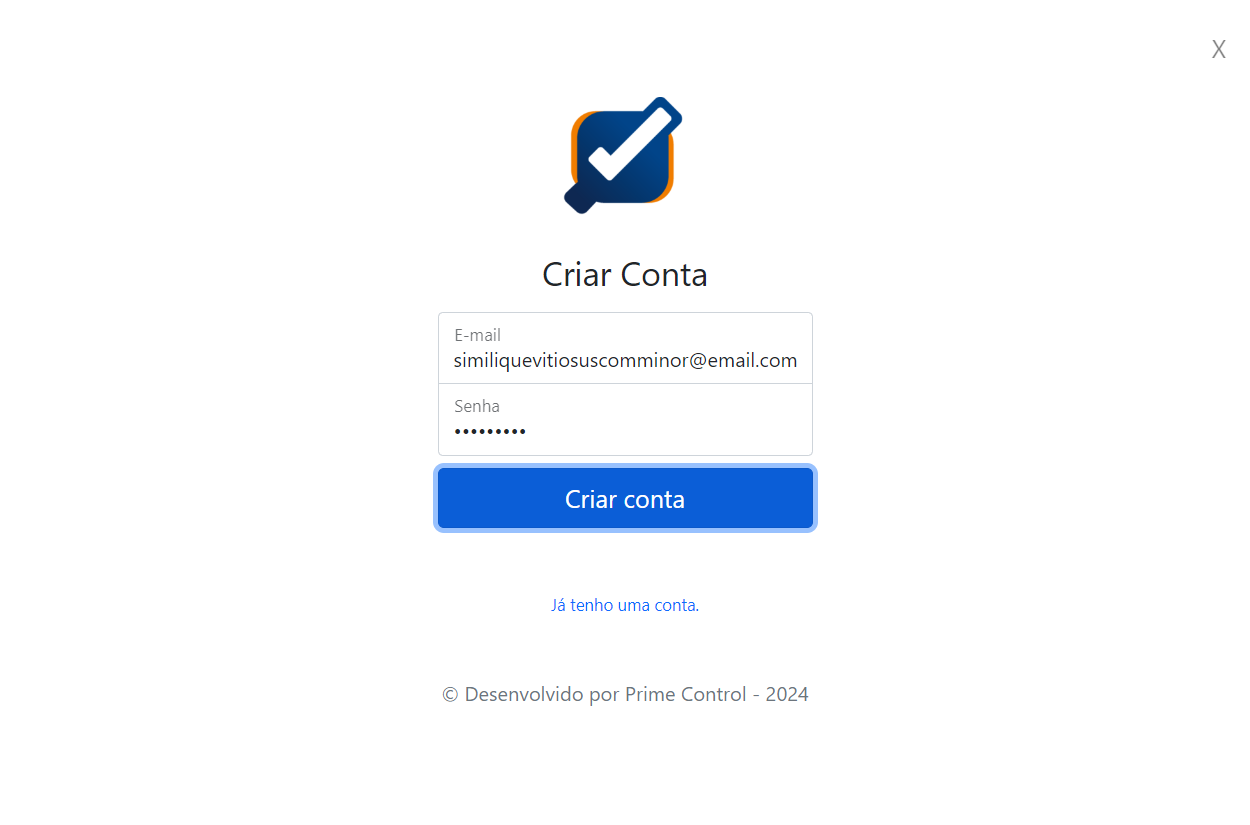 X
Criar Conta
E-mail
similiquevitiosuscomminor@email.com
Senha
•••••••••
Criar conta
Já tenho uma conta.
© Desenvolvido por Prime Control - 2024